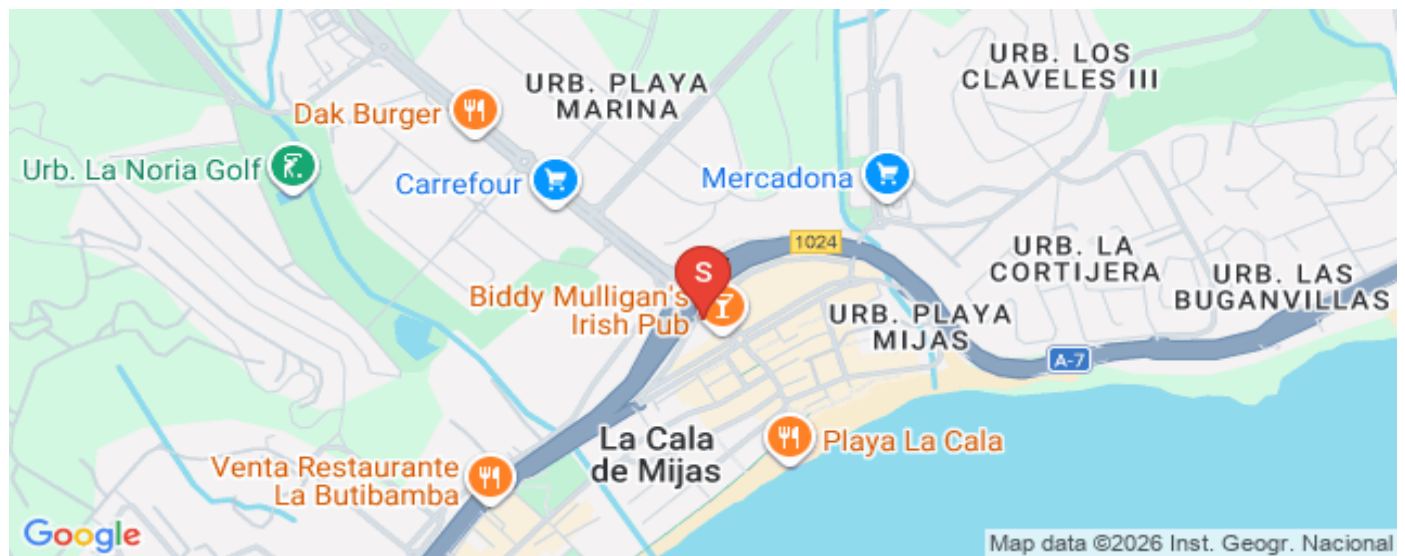 URB. LOS
CLAVELES III
URB. PLAYA
MARINA
Dak Burger
Urb. La Noria Golf
Carrefour
Mercadona
1024
S
URB. LA
CORTIJERA
URB. LAS
BUGANVILLAS
Biddy Mulligan's
Irish Pub
URB. PLAYA
MIJAS
A-7
La Cala
de Mijas
Playa La Cala
Venta Restaurante
La Butibamba
Google
Map data ©2026 Inst. Geogr. Nacional